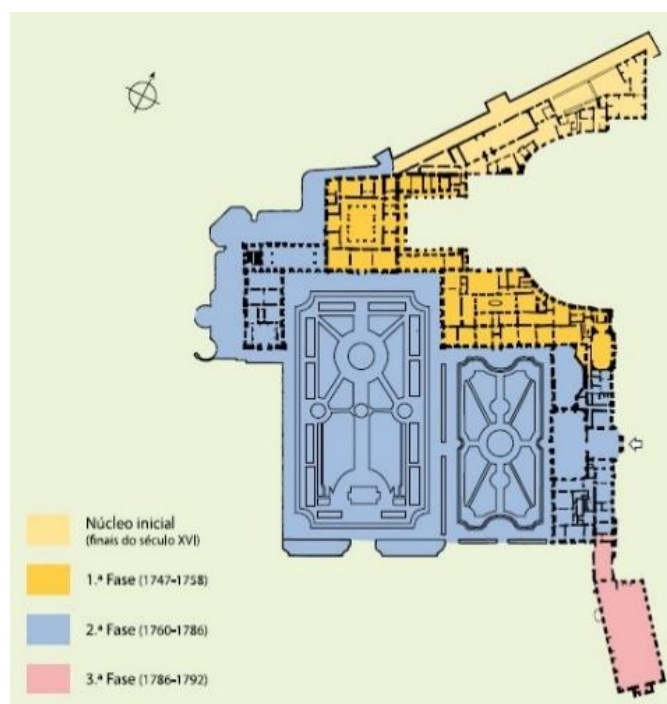 Núcleo inicial
(finais do século XVI)
1.ª Fase (1747-1758)
2.ª Fase (1760-1786)
3.ª Fase (1786-1792)